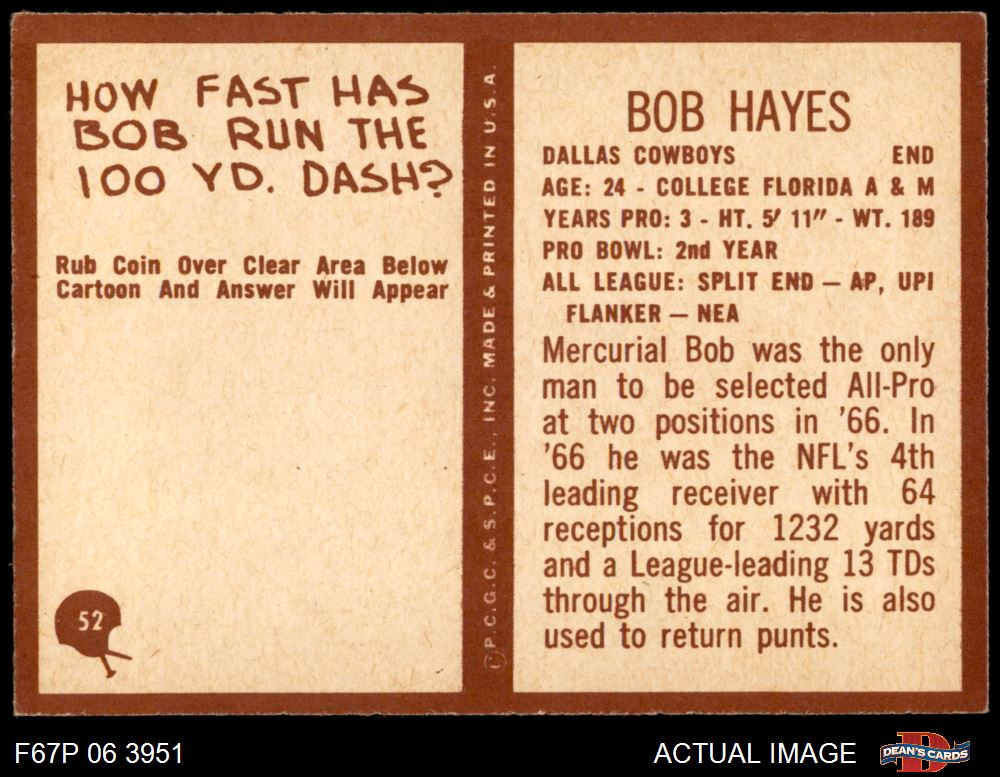 HOW FAST HAS
BOB RUN THE
100 YD. DASH?
Rub Coin Over Clear Area Below
Cartoon And Answer Will Appear
52
©P.C.G.C. & S.P.C.E., INC. MADE & PRINTED IN U.S.A.
BOB HAYES
DALLAS COWBOYS END
AGE: 24 - COLLEGE FLORIDA A & M
YEARS PRO: 3 - HT. 5' 11" - WT. 189
PRO BOWL: 2nd YEAR
ALL LEAGUE: SPLIT END — AP, UPI
FLANKER — NEA
Mercurial Bob was the only
man to be selected All-Pro
at two positions in '66. In
'66 he was the NFL's 4th
leading receiver with 64
receptions for 1232 yards
and a League-leading 13 TDs
through the air. He is also
used to return punts.
F67P 06 3951
ACTUAL IMAGE
DEAN'S CARDS